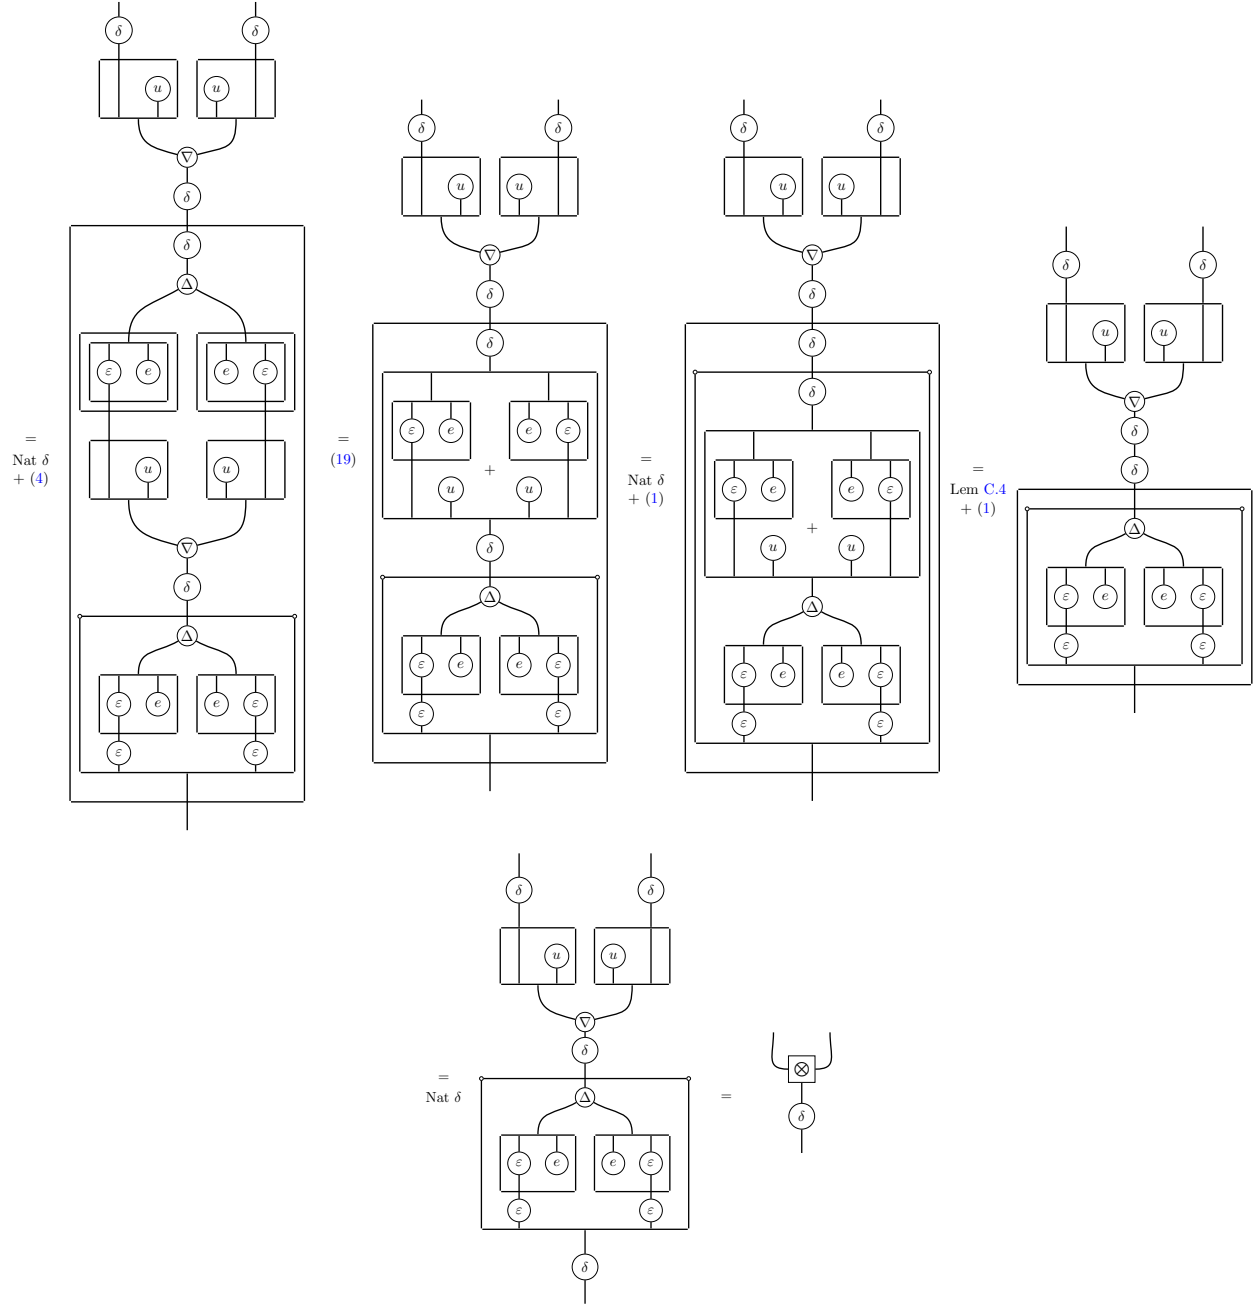 δ δ
u u
∇
δ
δ
Δ
ε e e ε
u u
∇
δ
Δ
ε e e ε
ε ε
=
Nat δ
+ (4)
δ δ
u u
∇
δ
δ
ε e e ε
+
u u
δ
Δ
ε e e ε
ε ε
=
(19)
δ δ
u u
∇
δ
δ
δ
ε e e ε
+
u u
Δ
ε e e ε
ε ε
=
Nat δ
+ (1)
δ δ
u u
∇
δ
δ
Δ
ε e e ε
ε ε
=
Lem C.4
+ (1)
δ δ
u u
∇
δ
Δ
ε e e ε
ε ε
δ
=
Nat δ
=
⊗
δ